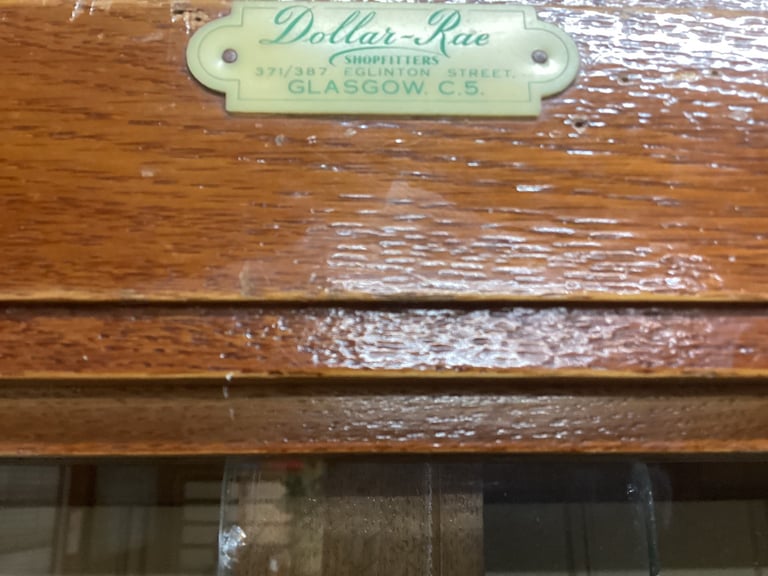 Dollar-Rae
SHOPFITTERS
371/387 EGLINTON STREET,
GLASGOW. C.5.